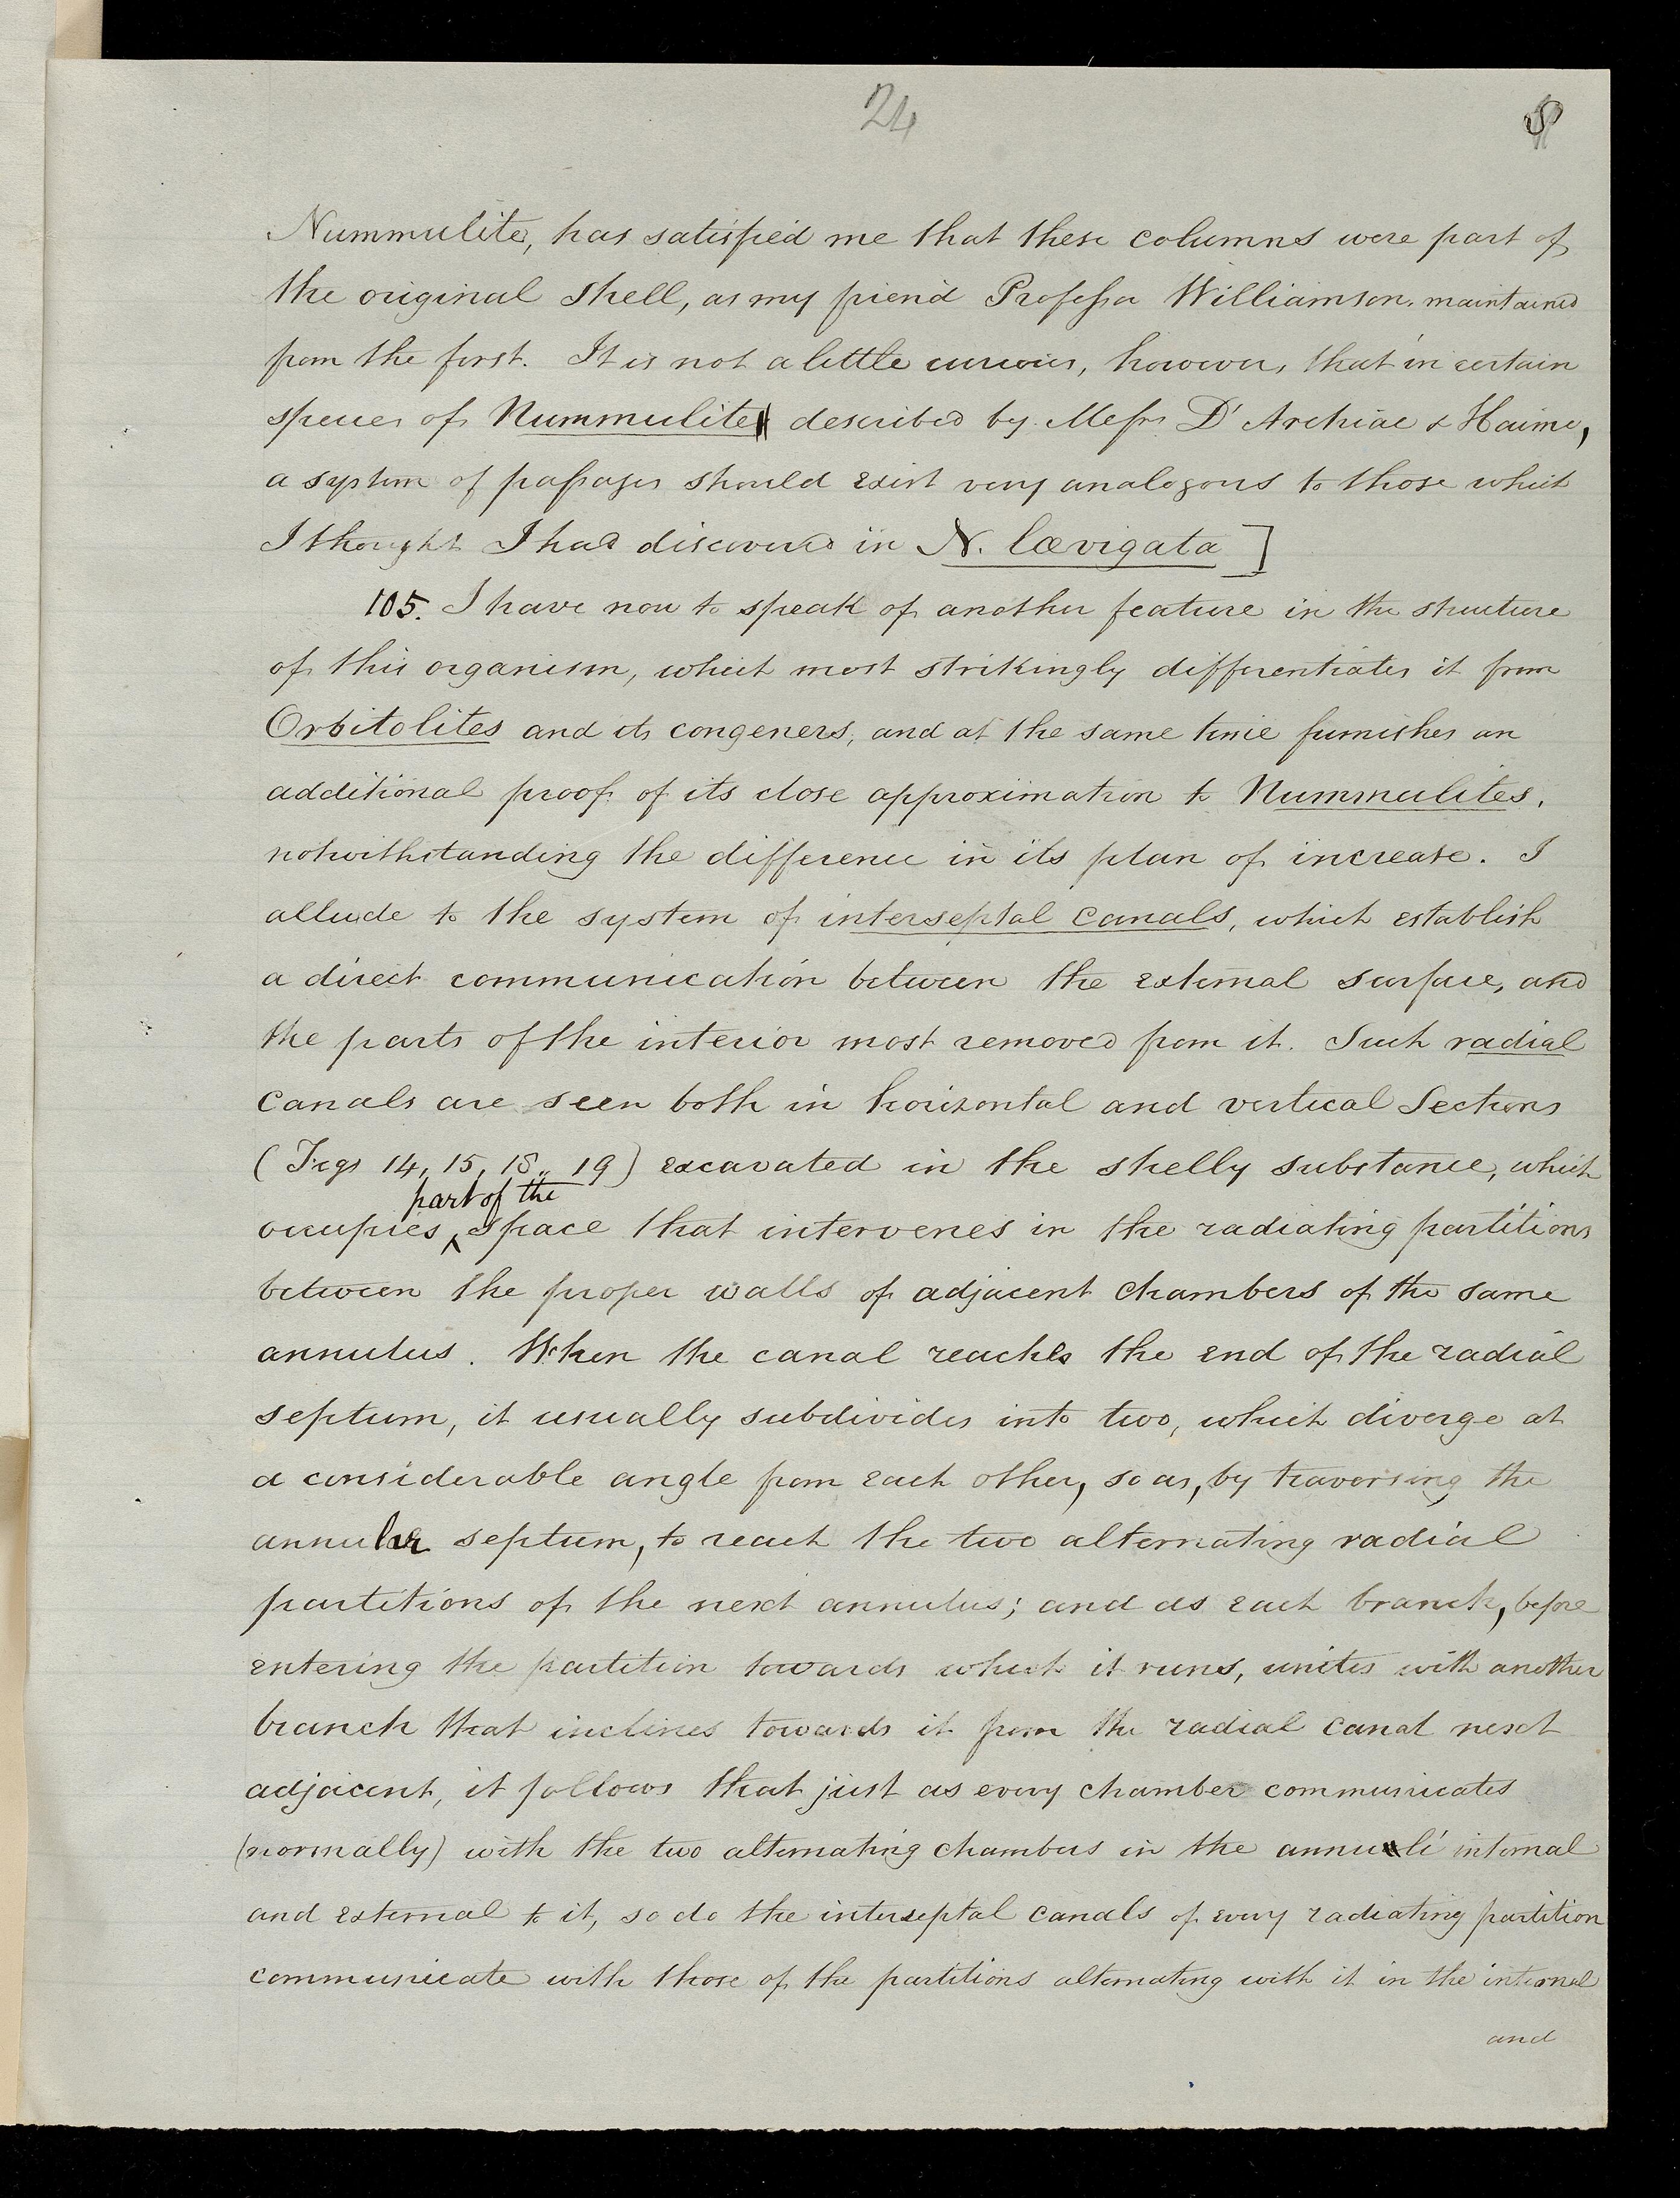 24
Nummulite, has satisfied me that these columns were part of
the original shell, as my friend Professor Williamson. maintained
from the first. It is not a little curious, however, that in certain
species of Nummulite described by Messrs D'Archiac & Haime,
a system of passages should exist very analogous to those which
I thought I had discovered in N. lævigata]
105. I have now to speak of another feature in the structure
of this organism, which most strikingly differentiates it from
Orbitolites and its congeners, and at the same time furnishes an
additional proof of its close approximation to Nummulites,
notwithstanding the difference in its plan of increase. I
allude to the system of interseptal canals, which establish
a direct communication between the external surface, and
the parts of the interior most removed from it. Such radial
canals are seen both in horizontal and vertical Sections
(Figs 14, 15, 18,, 19) excavated in the shelly substance, which
part of the
occupies ‸ space that intervenes in the radiating partitions
between the proper walls of adjacent chambers of the same
annulus. When the canal reaches the end of the radial
septum, it usually subdivides into two, which diverge at
a considerable angle from each other, so as, by traversing the
annular septum, to reach the two alternating radial
partitions of the next annulus; and as each branch, before
entering the partition towards which it runs, unites with another
branch that inclines towards it from the radial canal next
adjacent, it follows that just as every chamber communicates
(normally) with the two alternating chambers in the annuli internal
and external to it, so do the interseptal canals of every radiating partition
communicate with those of the partitions alternating with it in the internal
and